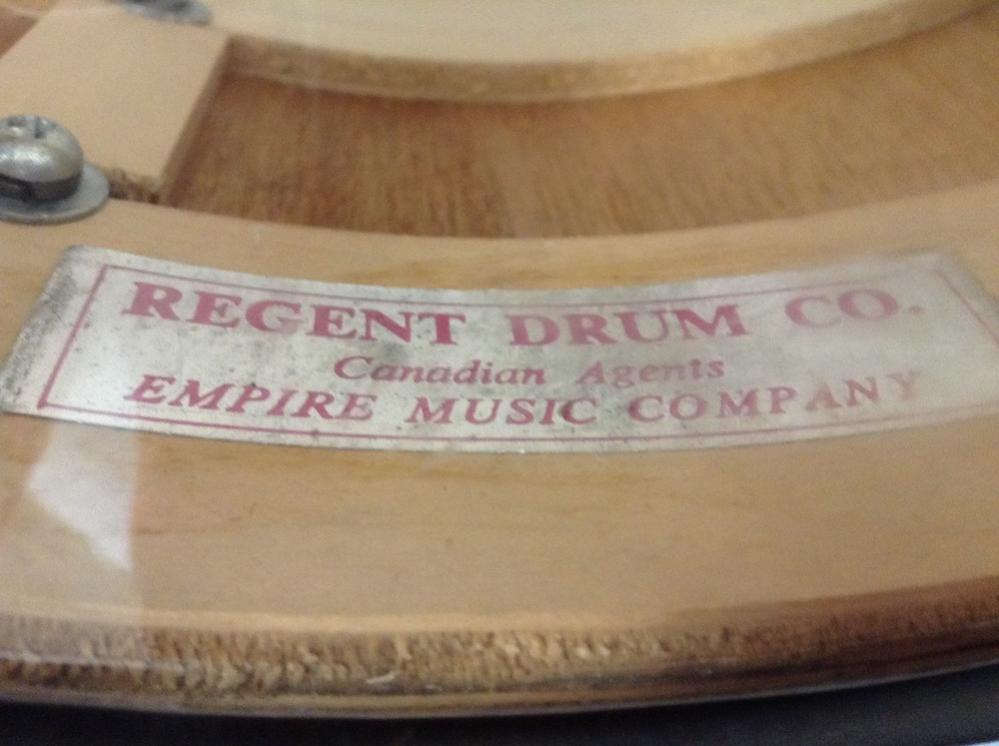 REGENT DRUM CO.
Canadian Agents
EMPIRE MUSIC COMPANY